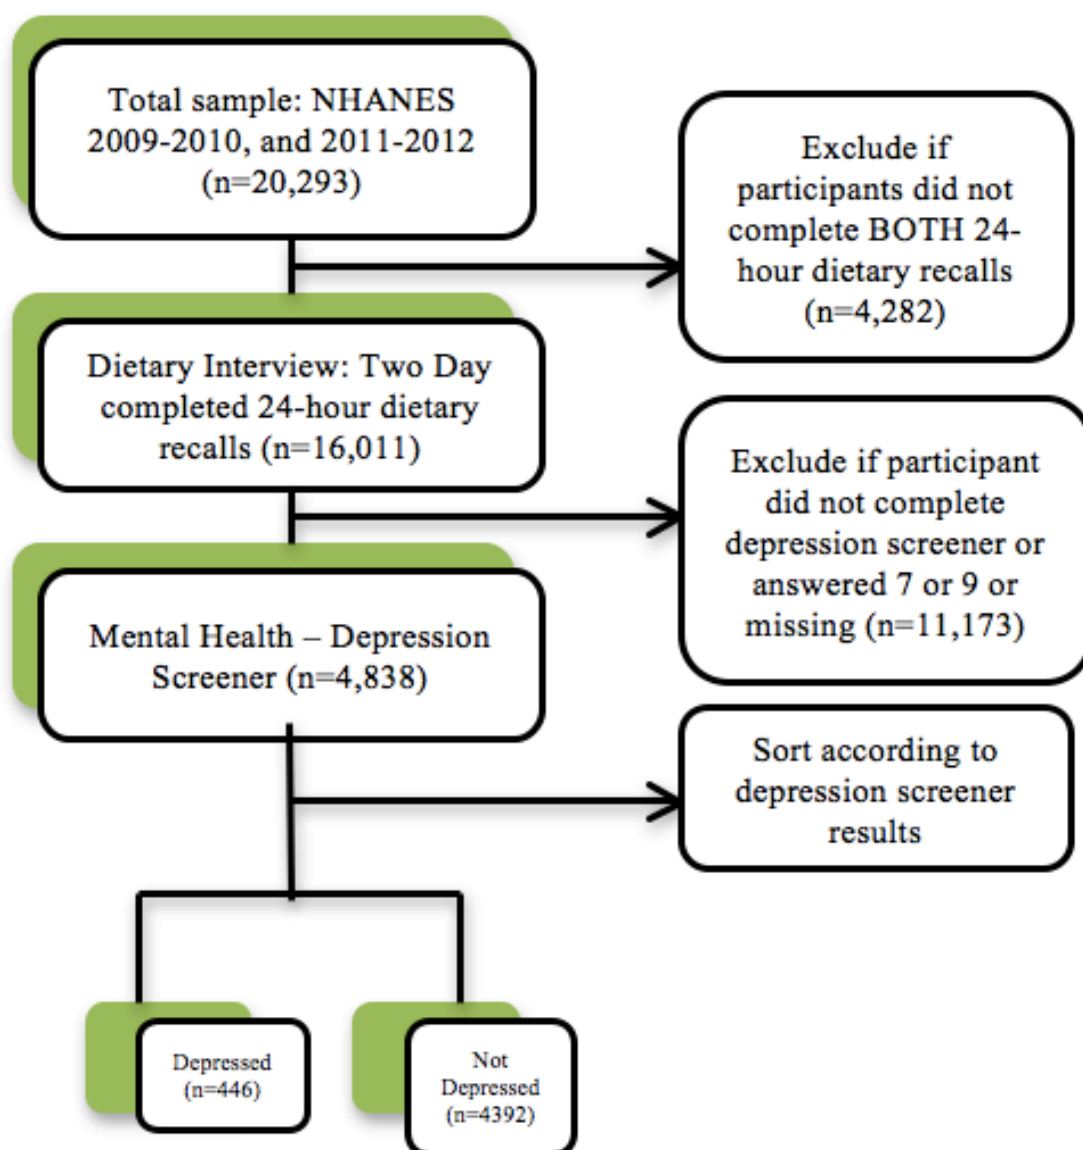 Total sample: NHANES
2009-2010, and 2011-2012
(n=20,293)
Exclude if
participants did not
complete BOTH 24-
hour dietary recalls
(n=4,282)
Dietary Interview: Two Day
completed 24-hour dietary
recalls (n=16,011)
Exclude if participant
did not complete
depression screener or
answered 7 or 9 or
missing (n=11,173)
Mental Health – Depression
Screener (n=4,838)
Sort according to
depression screener
results
Depressed
(n=446)
Not
Depressed
(n=4392)